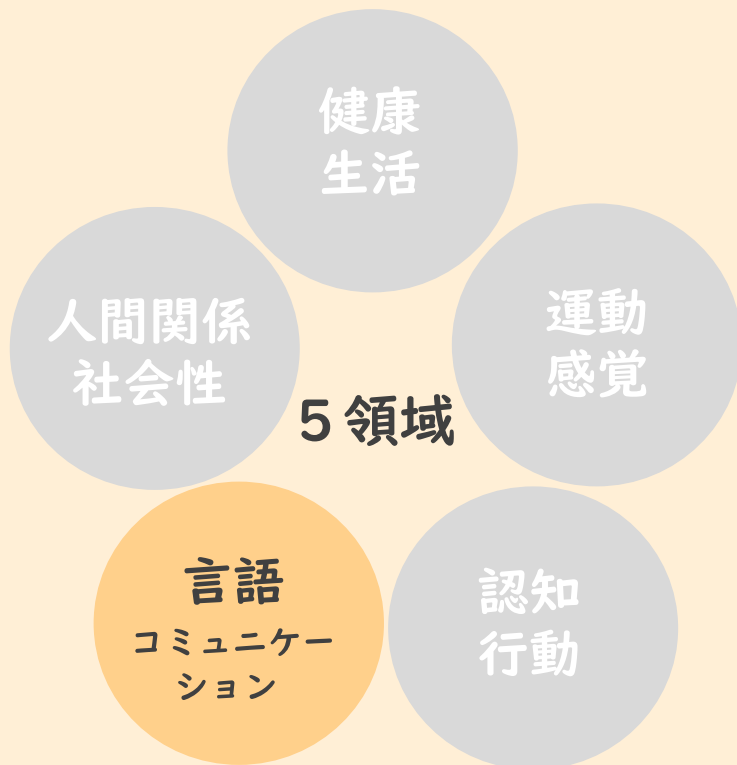 健康
生活
人間関係
社会性
運動
感覚
5領域
言語
コミュニケー
ション
認知
行動